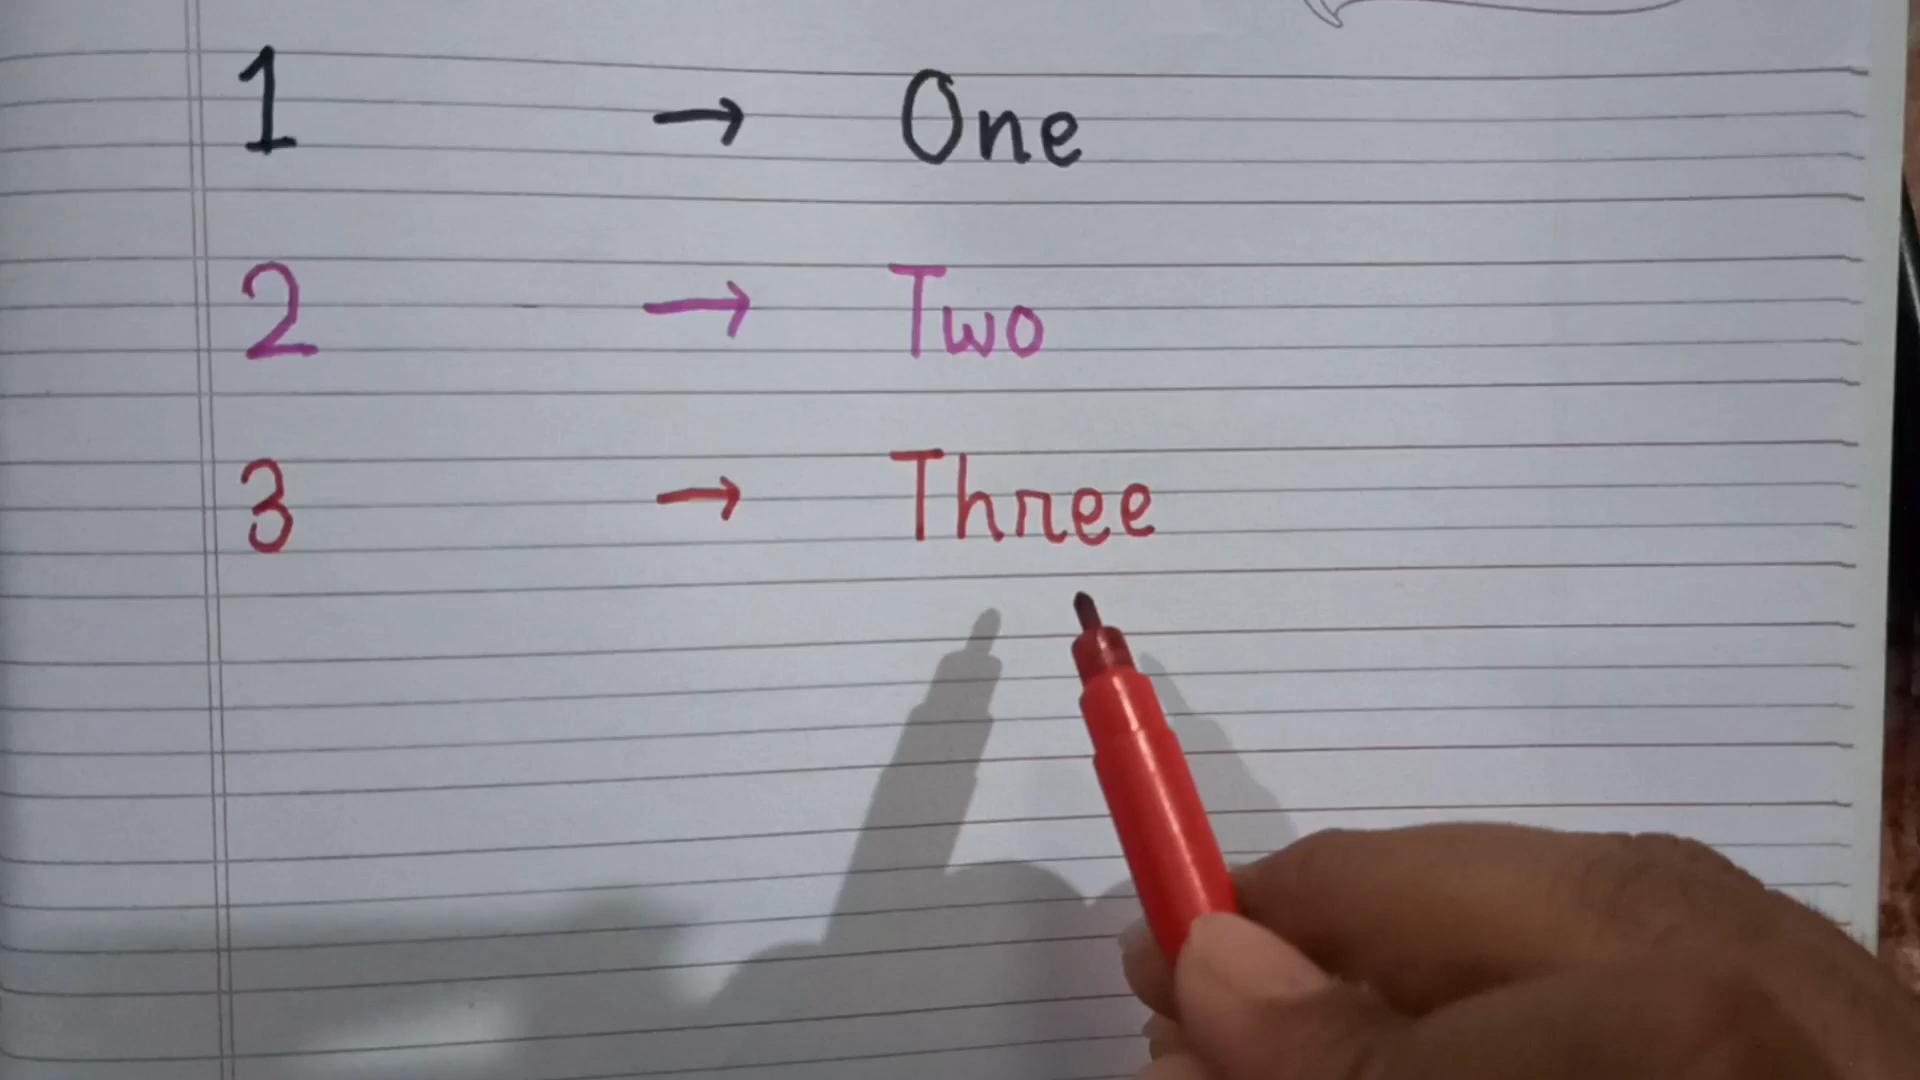 1 → One
2 → Two
3 → Three